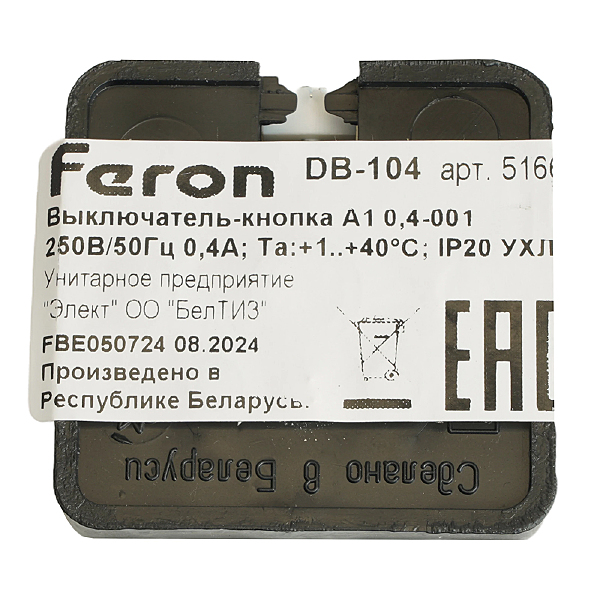 Feron DB-104 арт. 5166
Выключатель-кнопка А1 0,4-001
250В/50Гц 0,4А; Та:+1..+40°С; IP20 УХЛ
Унитарное предприятие
"Элект" ОО "БелТИЗ"
FBE050724 08.2024
Произведено в
Республике Беларусь.
EAC
Сделано в Беларуси